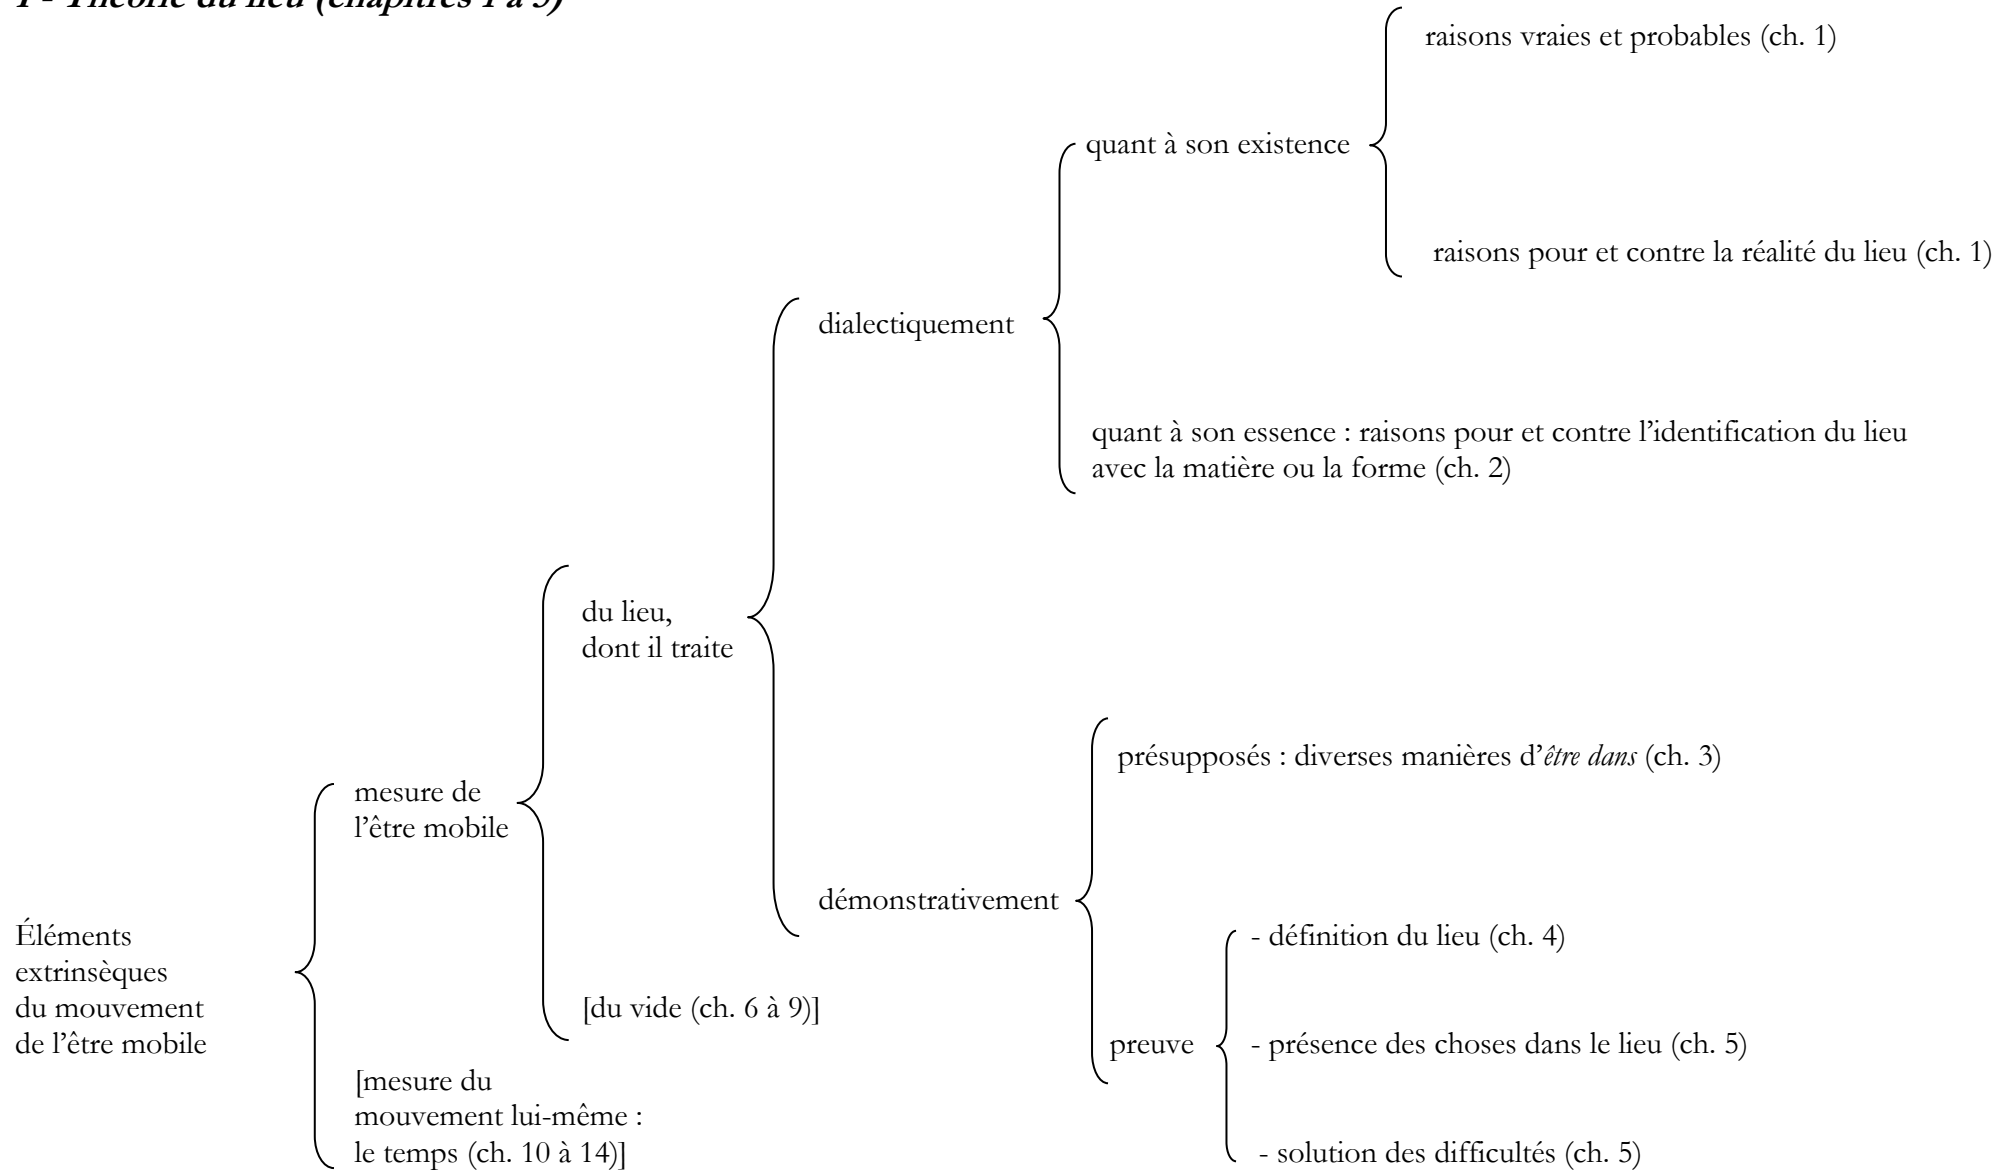 1 - Théorie du lieu (chapitres 1 à 5)
raisons vraies et probables (ch. 1)
quant à son existence
raisons pour et contre la réalité du lieu (ch. 1)
dialectiquement
quant à son essence : raisons pour et contre l’identification du lieu
avec la matière ou la forme (ch. 2)
du lieu,
dont il traite
présupposés : diverses manières d’être dans (ch. 3)
mesure de
l’être mobile
démonstrativement
Éléments
extrinsèques
du mouvement
de l’être mobile
- définition du lieu (ch. 4)
[du vide (ch. 6 à 9)]
preuve
- présence des choses dans le lieu (ch. 5)
[mesure du
mouvement lui-même :
le temps (ch. 10 à 14)]
- solution des difficultés (ch. 5)